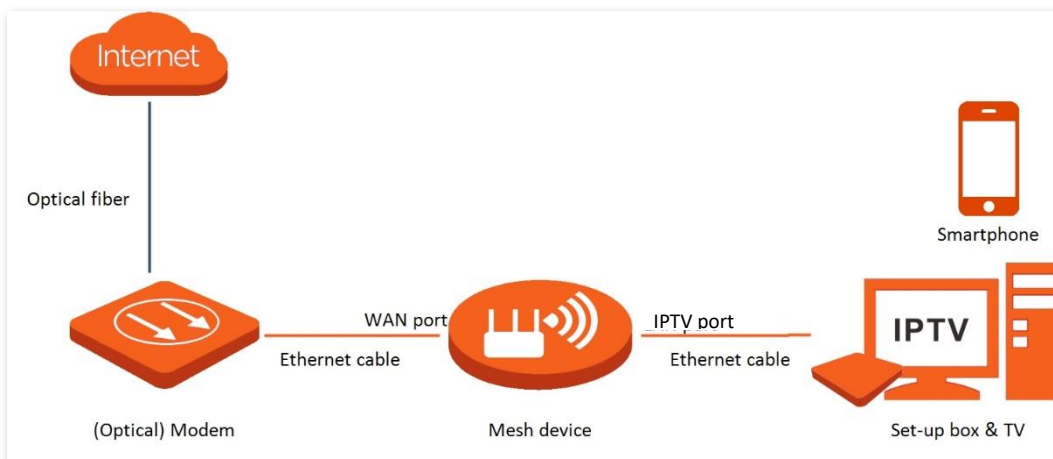 Internet
Optical fiber
Smartphone
WAN port
IPTV port
IPTV
Ethernet cable
Ethernet cable
(Optical) Modem
Mesh device
Set-up box & TV